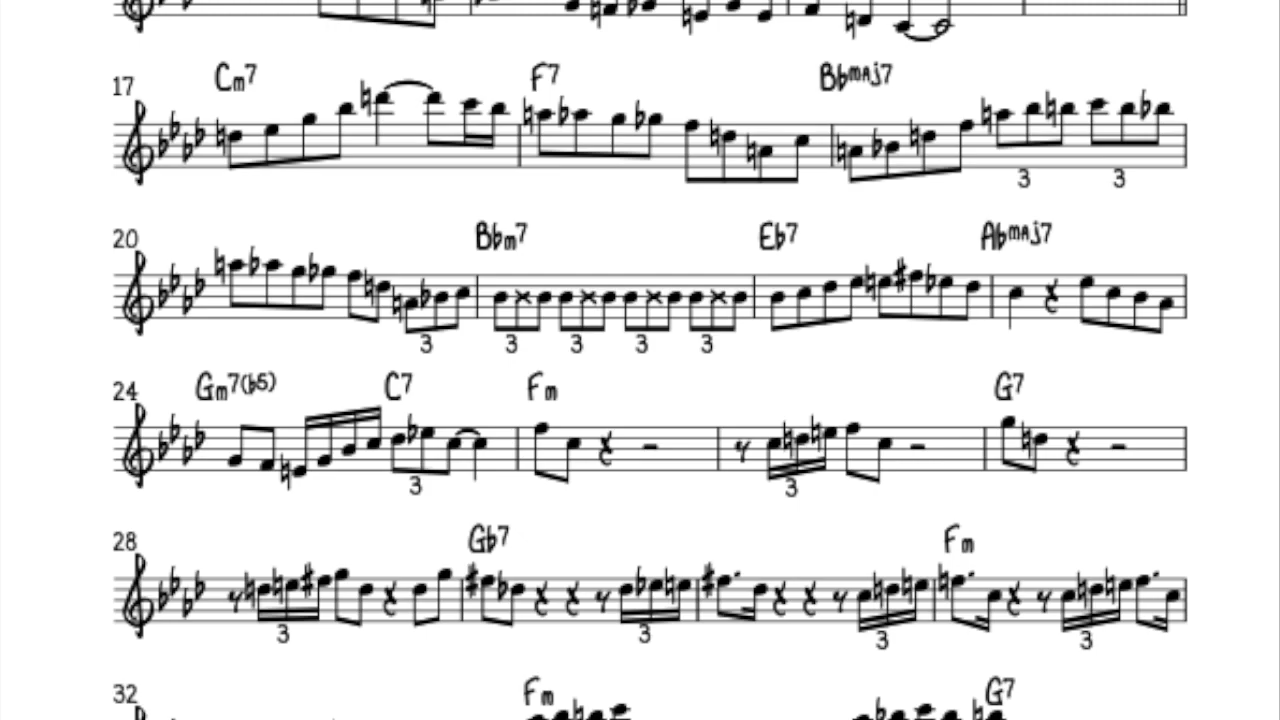 Cm7 F7 Bbmaj7
17
3 3
20 Bbm7 Eb7 Abmaj7
3 3 3 3 3
24 Gm7(b5) C7 Fm G7
3 3
28 Gb7 Fm
3 3 3 3
32 Fm G7